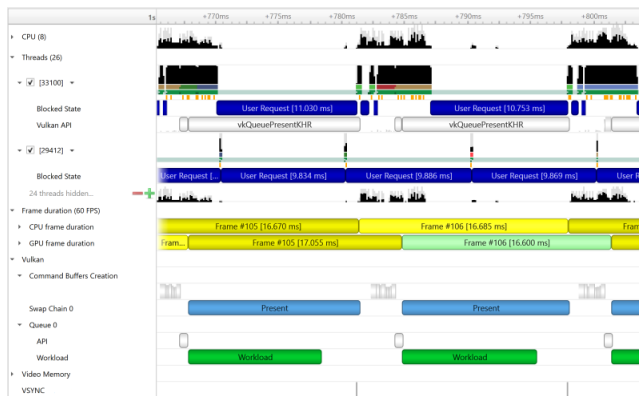 1s +770ms +775ms +780ms +785ms +790ms +795ms +800ms
CPU (8)
Threads (26)
[33100]
Blocked State User Request [11.030 ms] User Request [10.753 ms]
Vulkan API vkQueuePresentKHR vkQueuePresentKHR
[29412]
Blocked State User Request [... User Request [9.834 ms] User Request [9.886 ms] User Request [9.869 ms] User R
24 threads hidden...
Frame duration (60 FPS)
CPU frame duration Frame #105 [16.670 ms] Frame #106 [16.685 ms] Fram
GPU frame duration Fram... Frame #105 [17.055 ms] Frame #106 [16.600 ms]
Vulkan
Command Buffers Creation
Swap Chain 0 Present Present
Queue 0
API
Workload Workload Workload
Video Memory
VSYNC